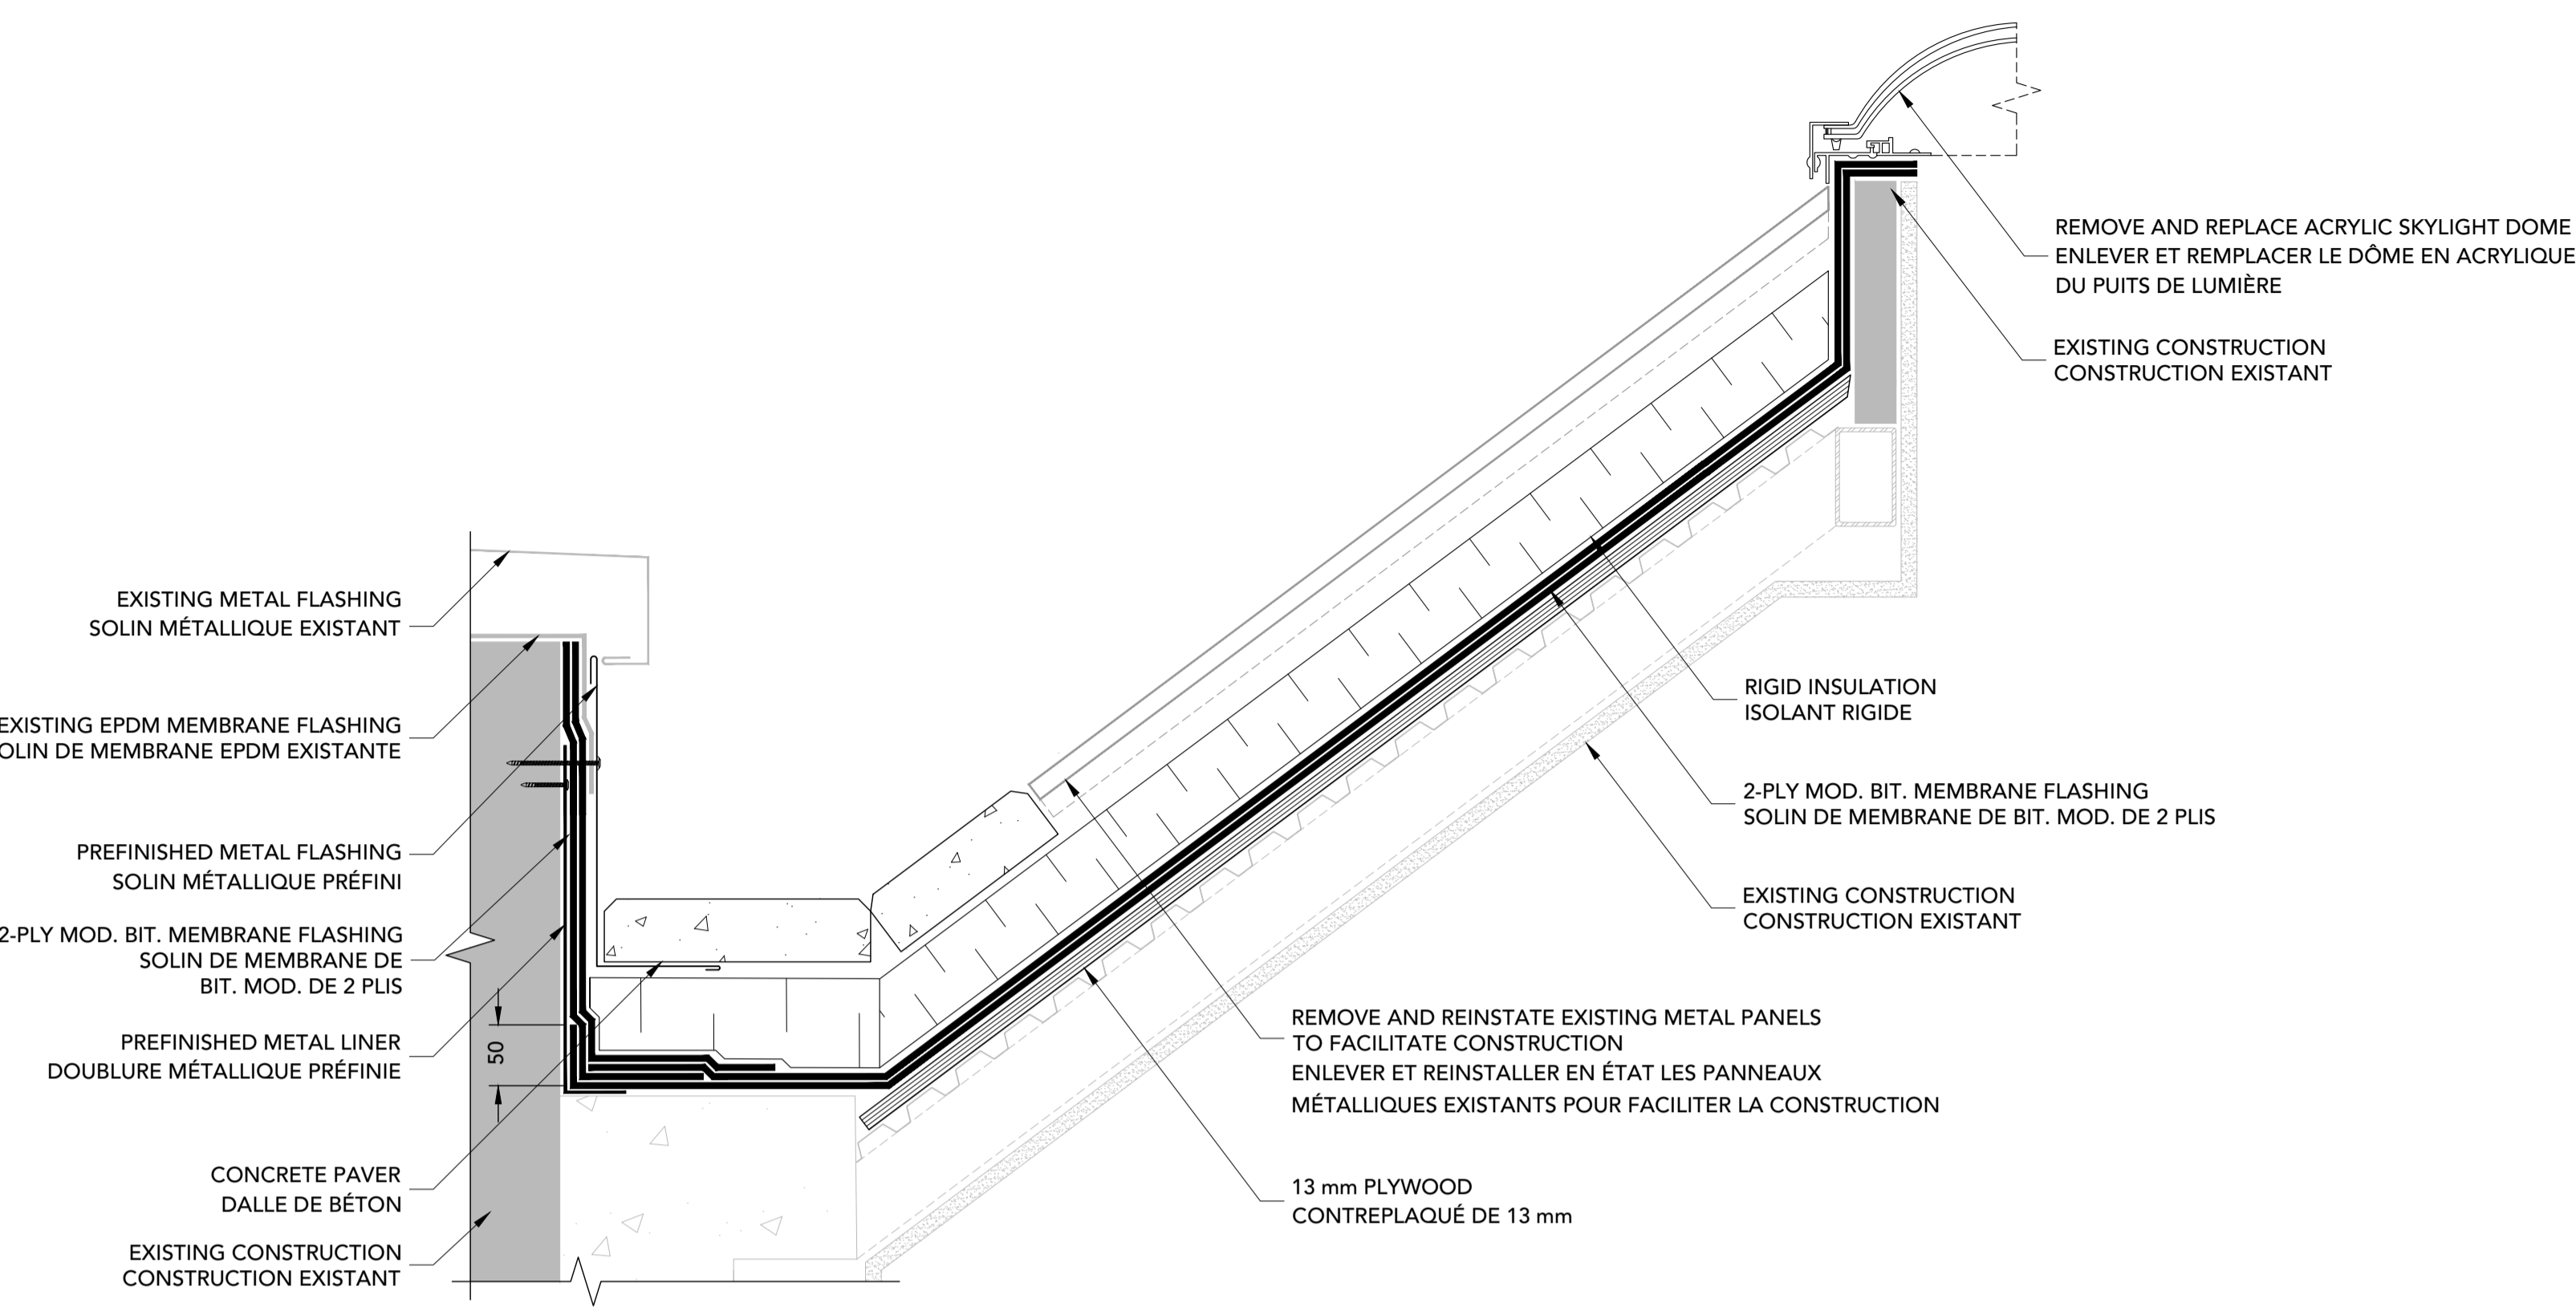 REMOVE AND REPLACE ACRYLIC SKYLIGHT DOME
ENLEVER ET REMPLACER LE DÔME EN ACRYLIQUE
DU PUITS DE LUMIÈRE
EXISTING CONSTRUCTION
CONSTRUCTION EXISTANT
EXISTING METAL FLASHING
SOLIN MÉTALLIQUE EXISTANT
EXISTING EPDM MEMBRANE FLASHING
OLIN DE MEMBRANE EPDM EXISTANTE
PREFINISHED METAL FLASHING
SOLIN MÉTALLIQUE PRÉFINI
2-PLY MOD. BIT. MEMBRANE FLASHING
SOLIN DE MEMBRANE DE
BIT. MOD. DE 2 PLIS
PREFINISHED METAL LINER
DOUBLURE MÉTALLIQUE PRÉFINIE
50
CONCRETE PAVER
DALLE DE BÉTON
EXISTING CONSTRUCTION
CONSTRUCTION EXISTANT
RIGID INSULATION
ISOLANT RIGIDE
2-PLY MOD. BIT. MEMBRANE FLASHING
SOLIN DE MEMBRANE DE BIT. MOD. DE 2 PLIS
EXISTING CONSTRUCTION
CONSTRUCTION EXISTANT
REMOVE AND REINSTATE EXISTING METAL PANELS
TO FACILITATE CONSTRUCTION
ENLEVER ET REINSTALLER EN ÉTAT LES PANNEAUX
MÉTALLIQUES EXISTANTS POUR FACILITER LA CONSTRUCTION
13 mm PLYWOOD
CONTREPLAQUÉ DE 13 mm